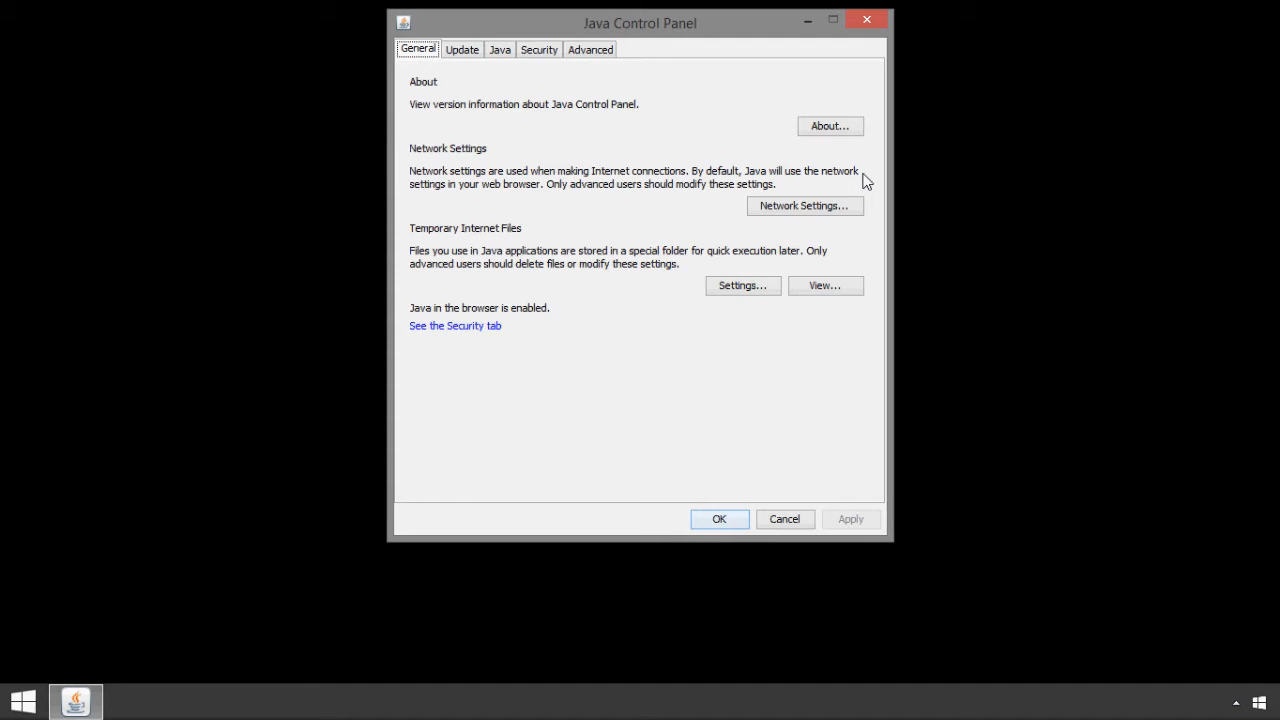 Java Control Panel
General Update Java Security Advanced
About
View version information about Java Control Panel.
About...
Network Settings
Network settings are used when making Internet connections. By default, Java will use the network
settings in your web browser. Only advanced users should modify these settings.
Network Settings...
Temporary Internet Files
Files you use in Java applications are stored in a special folder for quick execution later. Only
advanced users should delete files or modify these settings.
Settings... View...
Java in the browser is enabled.
See the Security tab
OK Cancel Apply